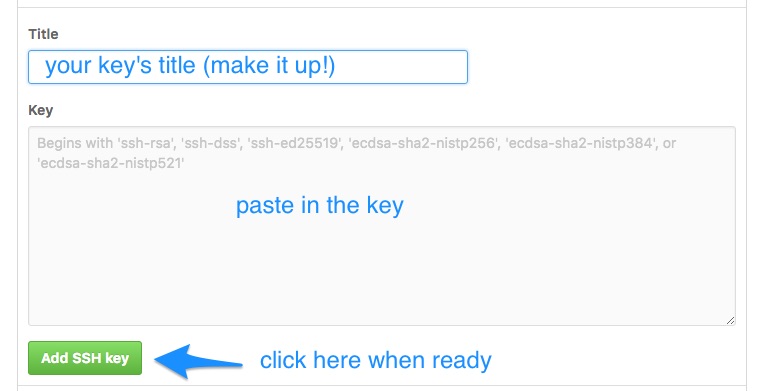 Title
your key's title (make it up!)
Key
Begins with 'ssh-rsa', 'ssh-dss', 'ssh-ed25519', 'ecdsa-sha2-nistp256', 'ecdsa-sha2-nistp384', or
'ecdsa-sha2-nistp521'
paste in the key
Add SSH key
click here when ready